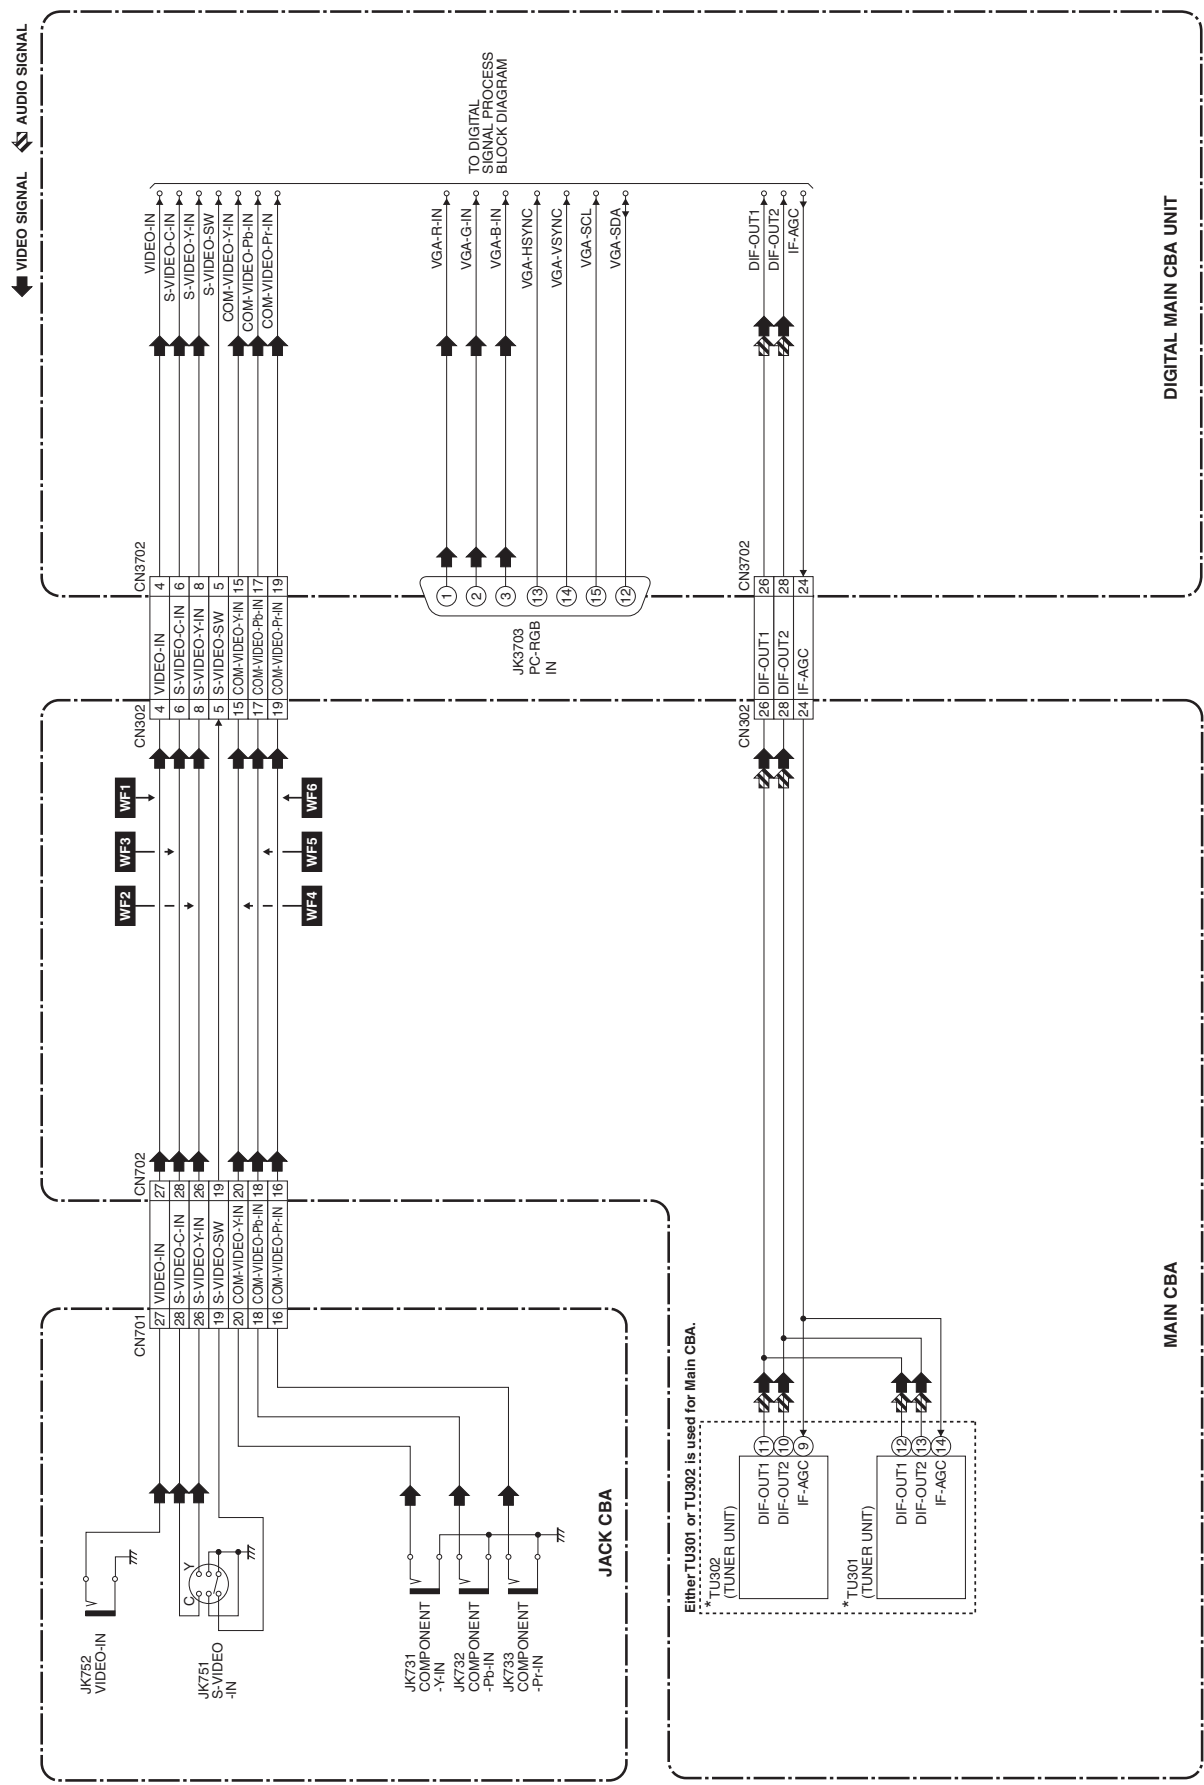 VIDEO SIGNAL
AUDIO SIGNAL
JK752
VIDEO-IN
JK751
S-VIDEO
-IN
C
Y
JK731
COMPONENT
-Y-IN
JK732
COMPONENT
-Pb-IN
JK733
COMPONENT
-Pr-IN
JACK CBA
CN701
CN702
27 VIDEO-IN 27
28 S-VIDEO-C-IN 28
26 S-VIDEO-Y-IN 26
19 S-VIDEO-SW 19
20 COM-VIDEO-Y-IN 20
18 COM-VIDEO-Pb-IN 18
16 COM-VIDEO-Pr-IN 16
WF2
WF3
WF1
WF4
WF5
WF6
CN302
CN3702
4 VIDEO-IN 4
6 S-VIDEO-C-IN 6
8 S-VIDEO-Y-IN 8
5 S-VIDEO-SW 5
15 COM-VIDEO-Y-IN 15
17 COM-VIDEO-Pb-IN 17
19 COM-VIDEO-Pr-IN 19
VIDEO-IN
S-VIDEO-C-IN
S-VIDEO-Y-IN
S-VIDEO-SW
COM-VIDEO-Y-IN
COM-VIDEO-Pb-IN
COM-VIDEO-Pr-IN
JK3703
PC-RGB
IN
1
2
3
13
14
15
12
VGA-R-IN
VGA-G-IN
VGA-B-IN
VGA-HSYNC
VGA-VSYNC
VGA-SCL
VGA-SDA
TO DIGITAL
SIGNAL PROCESS
BLOCK DIAGRAM
Either TU301 or TU302 is used for Main CBA.
*TU302
(TUNER UNIT)
DIF-OUT1 11
DIF-OUT2 10
IF-AGC 9
*TU301
(TUNER UNIT)
DIF-OUT1 12
DIF-OUT2 13
IF-AGC 14
CN302
CN3702
26 DIF-OUT1 26
28 DIF-OUT2 28
24 IF-AGC 24
DIF-OUT1
DIF-OUT2
IF-AGC
MAIN CBA
DIGITAL MAIN CBA UNIT